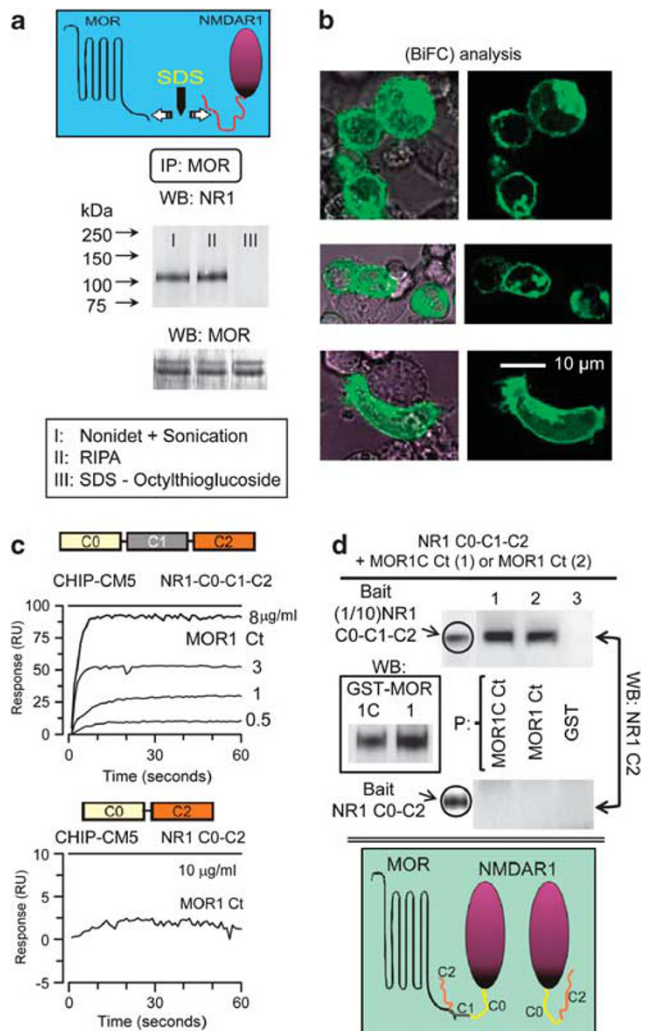 a
MOR
NMDAR1
SDS
IP: MOR
WB: NR1
kDa
250
150
100
75
I II III
WB: MOR
I: Nonidet + Sonication
II: RIPA
III: SDS - Octylthioglucoside
b
(BiFC) analysis
10 µm
c
C0 C1 C2
CHIP-CM5 NR1-C0-C1-C2
Response (RU)
100
75
50
25
0
8µg/ml
MOR1 Ct
3
1
0.5
0 30 60
Time (seconds)
C0 C2
CHIP-CM5 NR1 C0-C2
Response (RU)
10
5
0
-5
10 µg/ml
MOR1 Ct
0 30 60
Time (seconds)
d
NR1 C0-C1-C2
+ MOR1C Ct (1) or MOR1 Ct (2)
Bait
(1/10)NR1
C0-C1-C2
1 2 3
WB:
GST-MOR
1C 1
P:
MOR1C Ct
MOR1 Ct
GST
WB: NR1 C2
Bait
NR1 C0-C2
MOR
NMDAR1
C2
C1
C0
C0
C2